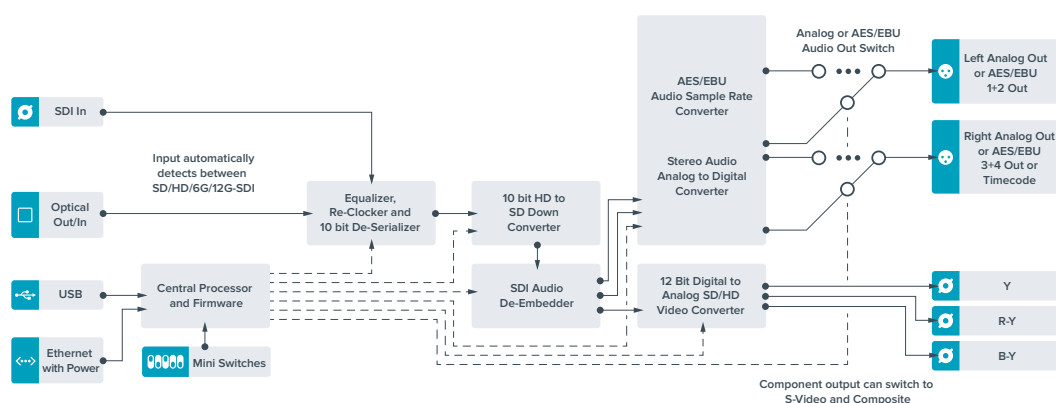 Analog or AES/EBU
Audio Out Switch
Left Analog Out
or AES/EBU
1+2 Out
AES/EBU
Audio Sample Rate
Converter
SDI In
Right Analog Out
or AES/EBU
3+4 Out or
Timecode
Input automatically
detects between
SD/HD/6G/12G-SDI
Stereo Audio
Analog to Digital
Converter
Optical
Out/In
Equalizer,
Re-Clocker and
10 bit De-Serializer
10 bit HD to
SD Down
Converter
USB
Central Processor
and Firmware
SDI Audio
De-Embedder
12 Bit Digital to
Analog SD/HD
Video Converter
Y
R-Y
B-Y
Ethernet
with Power
Mini Switches
Component output can switch to
S-Video and Composite